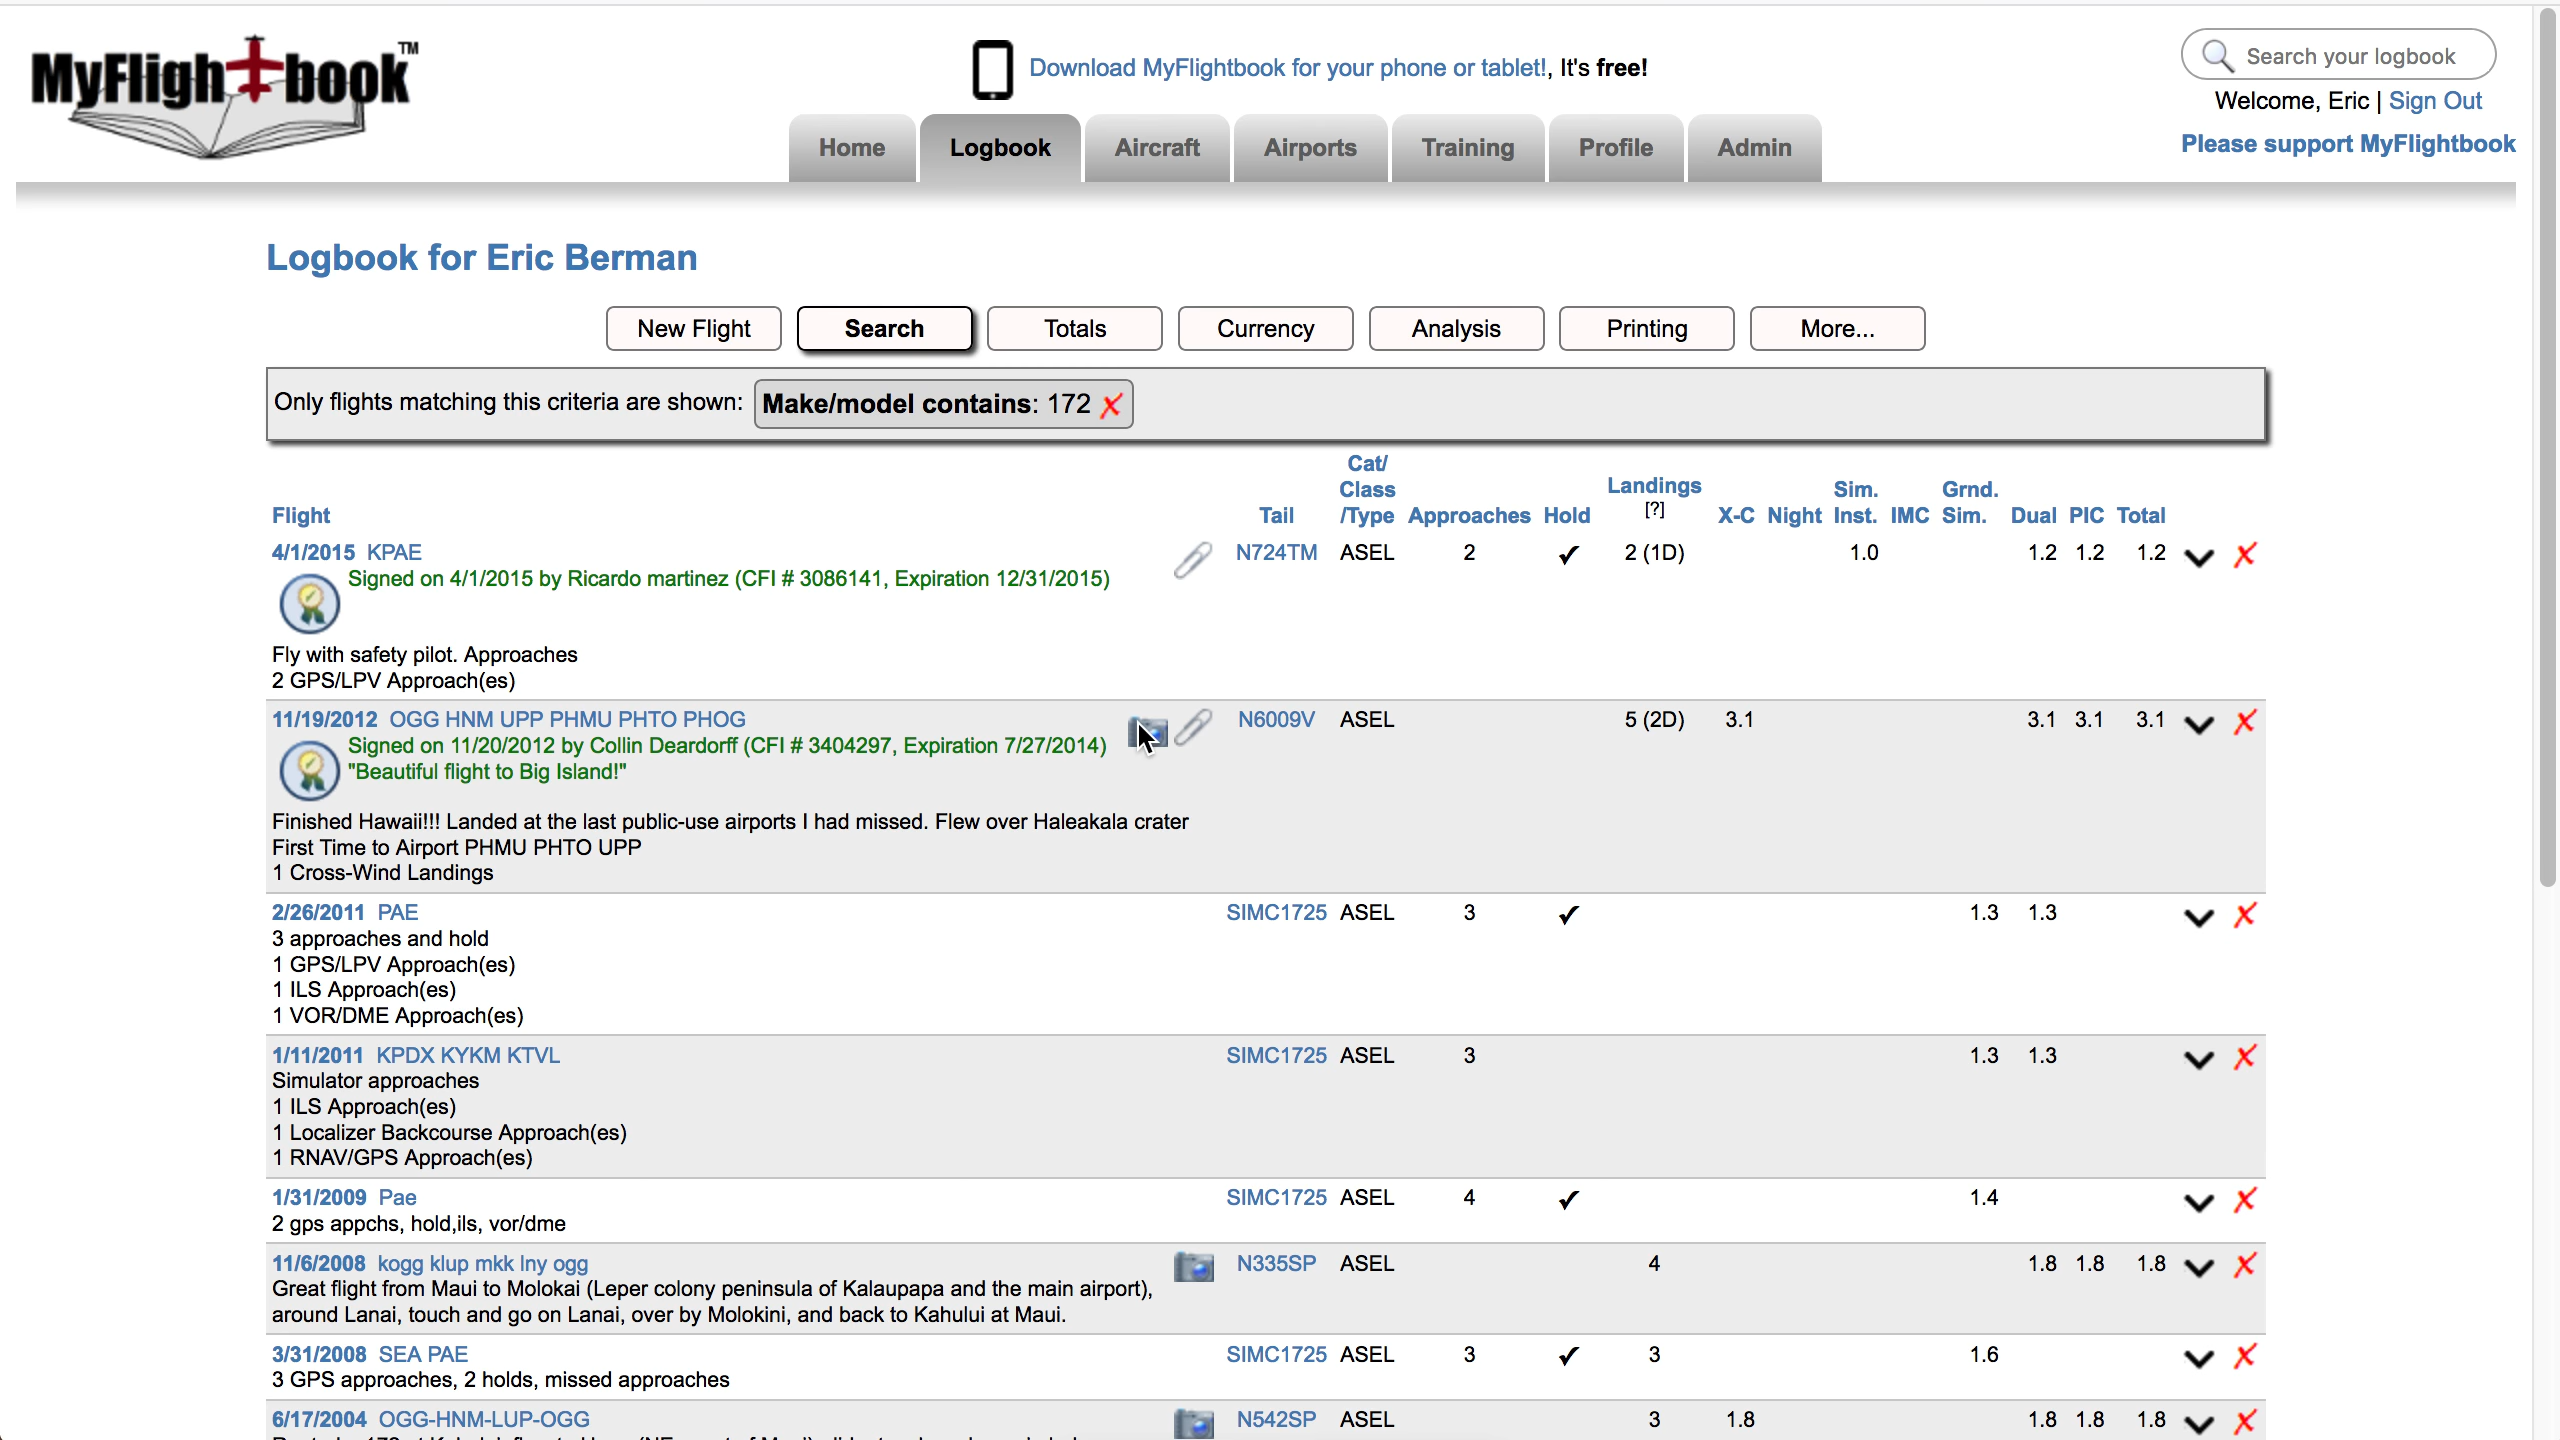 MyFlightbook™
Download MyFlightbook for your phone or tablet!, It's free!
Search your logbook
Welcome, Eric | Sign Out
Please support MyFlightbook
Home Logbook Aircraft Airports Training Profile Admin
Logbook for Eric Berman
New Flight Search Totals Currency Analysis Printing More...
Only flights matching this criteria are shown: Make/model contains: 172
Flight Tail Cat/ Class /Type Approaches Hold Landings [?] X-C Night Sim. Inst. IMC Grnd. Sim. Dual PIC Total
4/1/2015 KPAE N724TM ASEL 2 ✔ 2 (1D) 1.0 1.2 1.2 1.2
Signed on 4/1/2015 by Ricardo martinez (CFI # 3086141, Expiration 12/31/2015)
Fly with safety pilot. Approaches
2 GPS/LPV Approach(es)
11/19/2012 OGG HNM UPP PHMU PHTO PHOG N6009V ASEL 5 (2D) 3.1 3.1 3.1 3.1
Signed on 11/20/2012 by Collin Deardorff (CFI # 3404297, Expiration 7/27/2014)
"Beautiful flight to Big Island!"
Finished Hawaii!!! Landed at the last public-use airports I had missed. Flew over Haleakala crater
First Time to Airport PHMU PHTO UPP
1 Cross-Wind Landings
2/26/2011 PAE SIMC1725 ASEL 3 ✔ 1.3 1.3
3 approaches and hold
1 GPS/LPV Approach(es)
1 ILS Approach(es)
1 VOR/DME Approach(es)
1/11/2011 KPDX KYKM KTVL SIMC1725 ASEL 3 1.3 1.3
Simulator approaches
1 ILS Approach(es)
1 Localizer Backcourse Approach(es)
1 RNAV/GPS Approach(es)
1/31/2009 Pae SIMC1725 ASEL 4 ✔ 1.4
2 gps appchs, hold,ils, vor/dme
11/6/2008 kogg klup mkk lny ogg N335SP ASEL 4 1.8 1.8 1.8
Great flight from Maui to Molokai (Leper colony peninsula of Kalaupapa and the main airport),
around Lanai, touch and go on Lanai, over by Molokini, and back to Kahului at Maui.
3/31/2008 SEA PAE SIMC1725 ASEL 3 ✔ 3 1.6
3 GPS approaches, 2 holds, missed approaches
6/17/2004 OGG-HNM-LUP-OGG N542SP ASEL 3 1.8 1.8 1.8 1.8